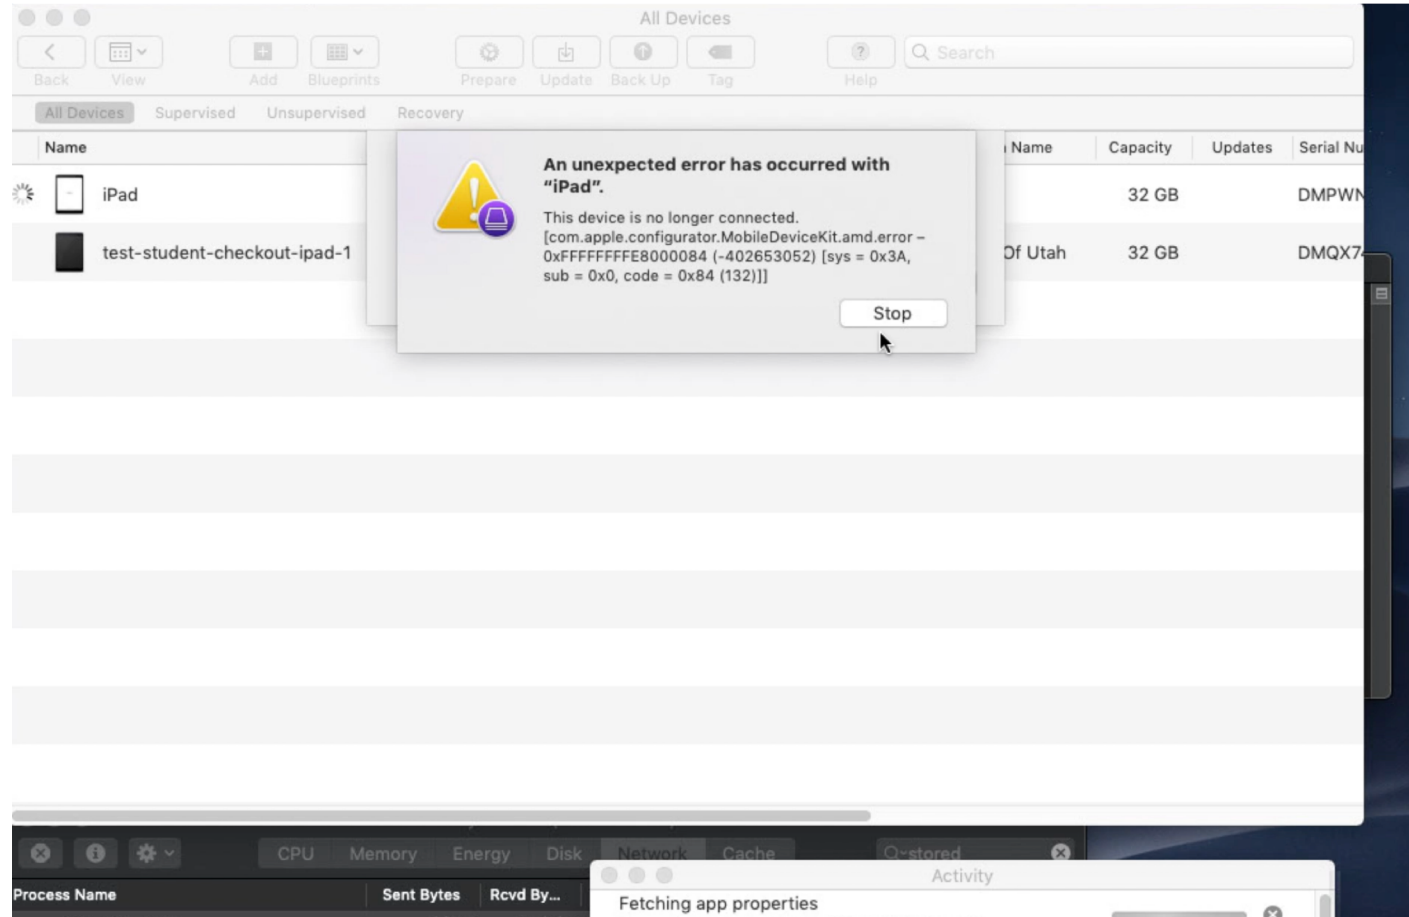 All Devices
Back View Add Blueprints Prepare Update Back Up Tag Help Search
All Devices Supervised Unsupervised Recovery
Name Name Capacity Updates Serial Nu
iPad 32 GB DMPWN
test-student-checkout-ipad-1 Of Utah 32 GB DMQX74
An unexpected error has occurred with
“iPad”.
This device is no longer connected.
[com.apple.configurator.MobileDeviceKit.amd.error –
0xFFFFFFFFE8000084 (-402653052) [sys = 0x3A,
sub = 0x0, code = 0x84 (132)]]
Stop
CPU Memory Energy Disk Network Cache stored
Process Name Sent Bytes Rcvd By...
Activity
Fetching app properties